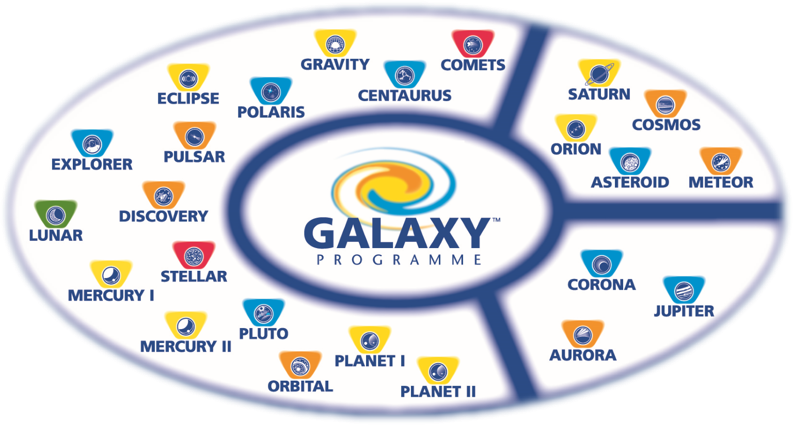 GRAVITY
COMETS
ECLIPSE
POLARIS
CENTAURUS
SATURN
COSMOS
EXPLORER
PULSAR
ORION
ASTEROID
METEOR
LUNAR
DISCOVERY
GALAXY™
PROGRAMME
STELLAR
MERCURY I
CORONA
JUPITER
MERCURY II
PLUTO
PLANET I
AURORA
ORBITAL
PLANET II